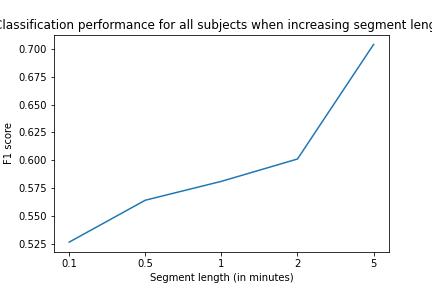 Classification performance for all subjects when increasing segment leng
0.700
0.675
0.650
0.625
0.600
0.575
0.550
0.525
F1 score
0.1 0.5 1 2 5
Segment length (in minutes)